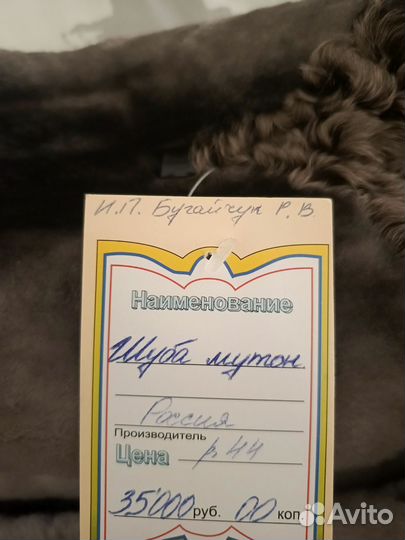 И.П. Бугайчук Р.В.
Наименование
Шуба мутон.
Россия
Производитель
Цена р.44
35000 руб. 00 коп.
Avito